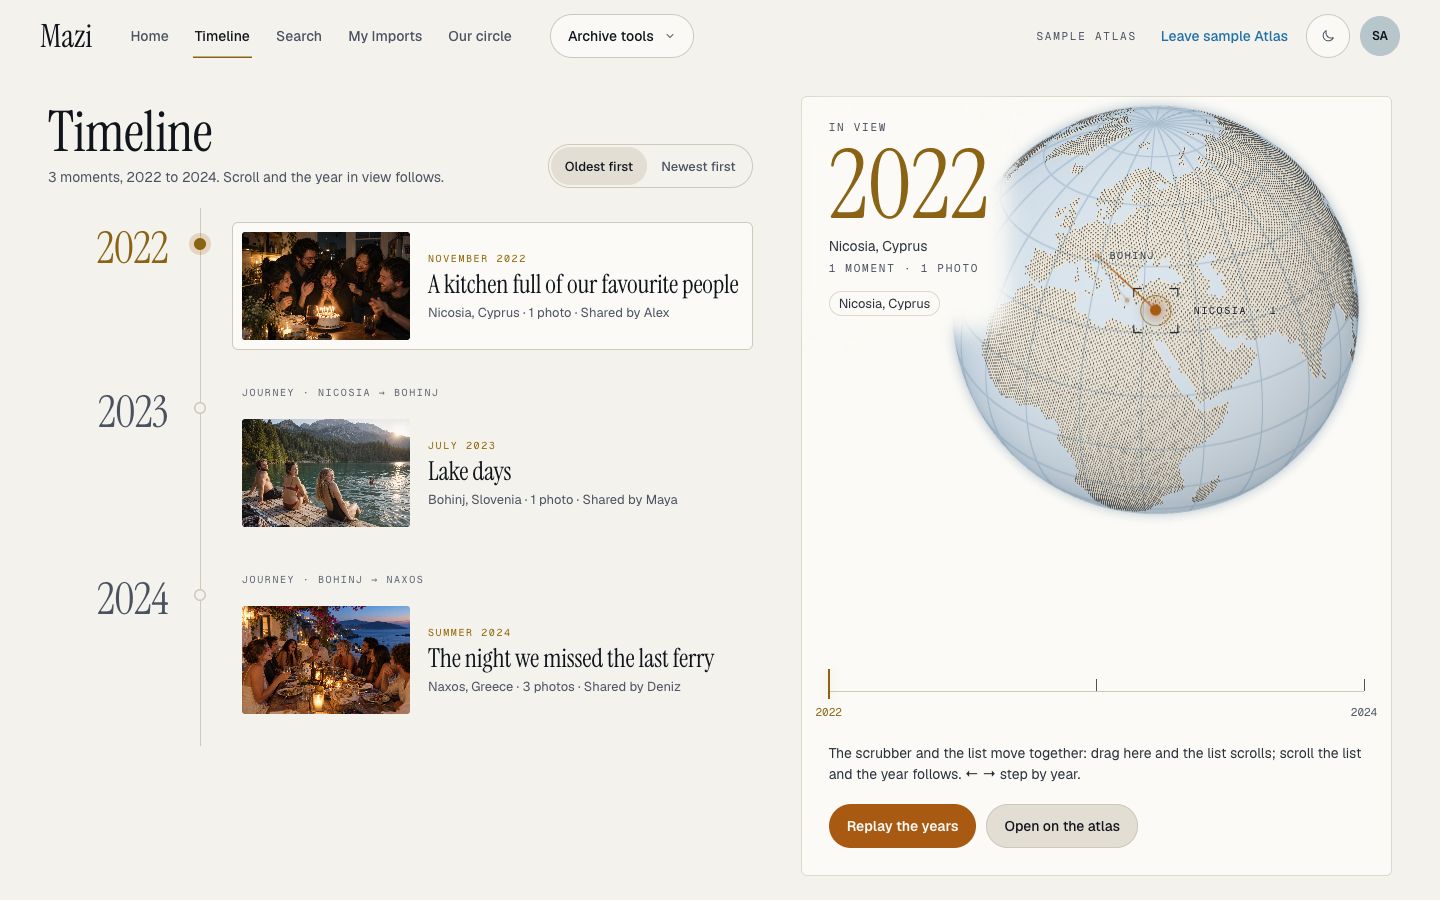 Mazi
Home
Timeline
Search
My Imports
Our circle
Archive tools
SAMPLE ATLAS
Leave sample Atlas
SA
Timeline
3 moments, 2022 to 2024. Scroll and the year in view follows.
Oldest first
Newest first
2022
NOVEMBER 2022
A kitchen full of our favourite people
Nicosia, Cyprus · 1 photo · Shared by Alex
2023
JOURNEY · NICOSIA → BOHINJ
JULY 2023
Lake days
Bohinj, Slovenia · 1 photo · Shared by Maya
2024
JOURNEY · BOHINJ → NAXOS
SUMMER 2024
The night we missed the last ferry
Naxos, Greece · 3 photos · Shared by Deniz
IN VIEW
2022
Nicosia, Cyprus
1 MOMENT · 1 PHOTO
Nicosia, Cyprus
BOHINJ
NICOSIA · 1
2022
2024
The scrubber and the list move together: drag here and the list scrolls; scroll the list
and the year follows. ← → step by year.
Replay the years
Open on the atlas